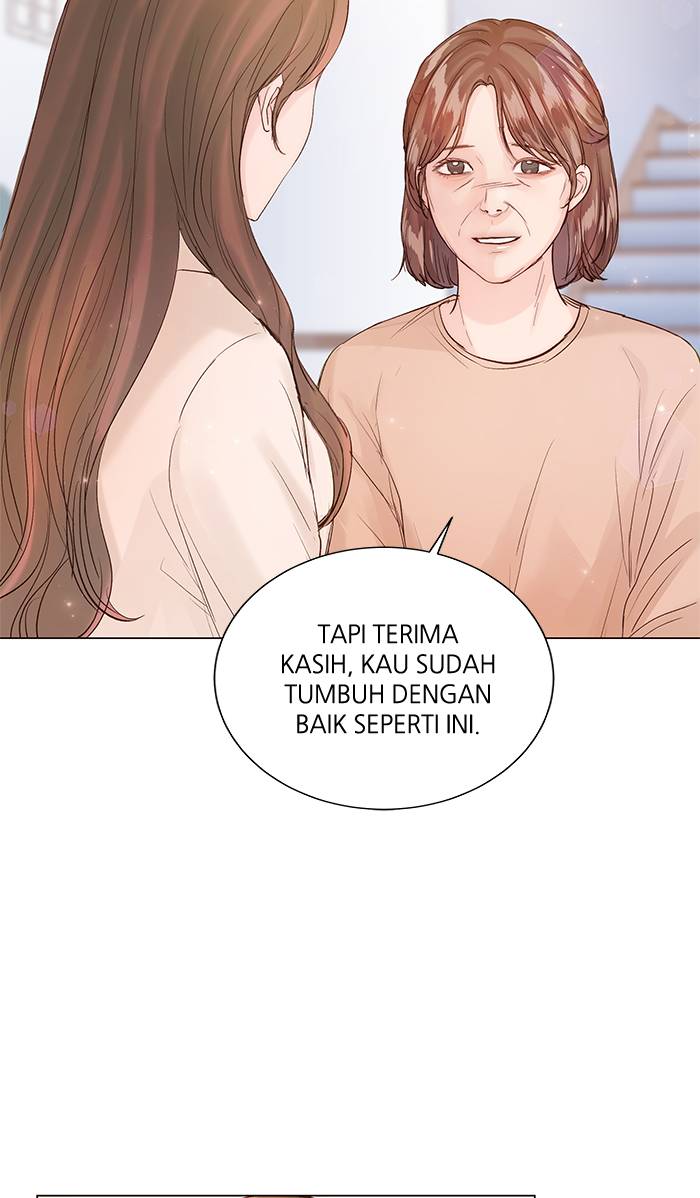 TAPI TERIMA
KASIH, KAU SUDAH
TUMBUH DENGAN
BAIK SEPERTI INI.